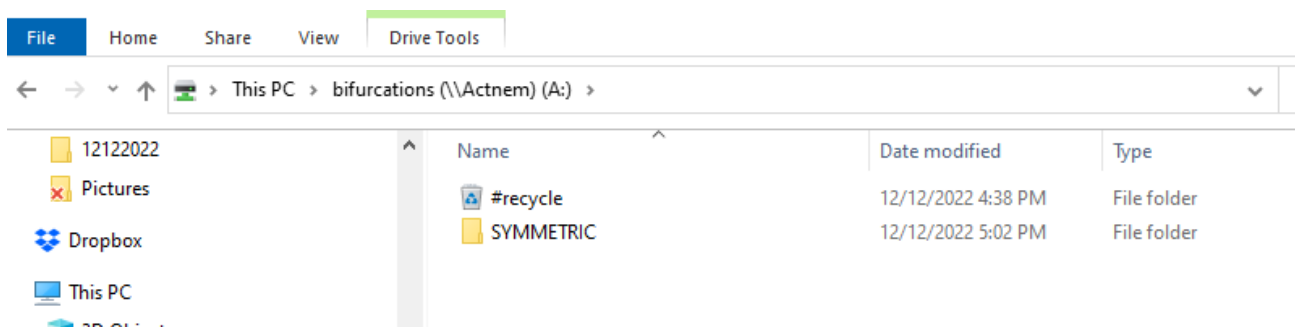 File Home Share View Drive Tools
This PC > bifurcations (\\Actnem) (A:) >
12122022
Pictures
Dropbox
This PC
Name Date modified Type
#recycle 12/12/2022 4:38 PM File folder
SYMMETRIC 12/12/2022 5:02 PM File folder